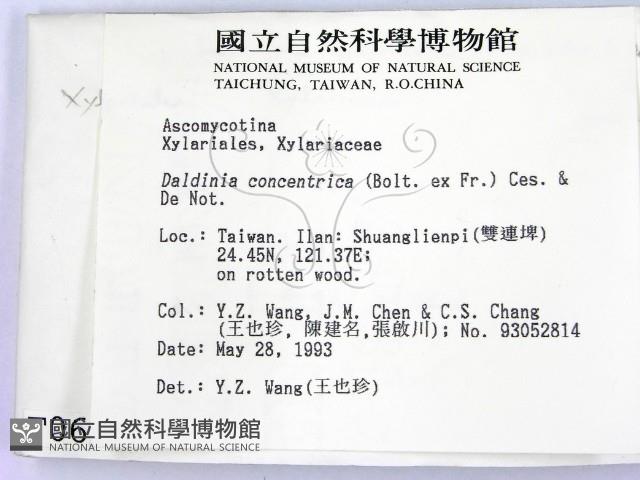 國立自然科學博物館
NATIONAL MUSEUM OF NATURAL SCIENCE
TAICHUNG, TAIWAN, R.O.CHINA
Xyl
Ascomycotina
Xylariales, Xylariaceae
Daldinia concentrica (Bolt. ex Fr.) Ces. &
De Not.
Loc.: Taiwan. Ilan: Shuanglienpi(雙連埤)
24.45N, 121.37E;
on rotten wood.
Col.: Y.Z. Wang, J.M. Chen & C.S. Chang
(王也珍, 陳建名,張啟川); No. 93052814
Date: May 28, 1993
Det.: Y.Z. Wang(王也珍)
06
國立自然科學博物館
NATIONAL MUSEUM OF NATURAL SCIENCE